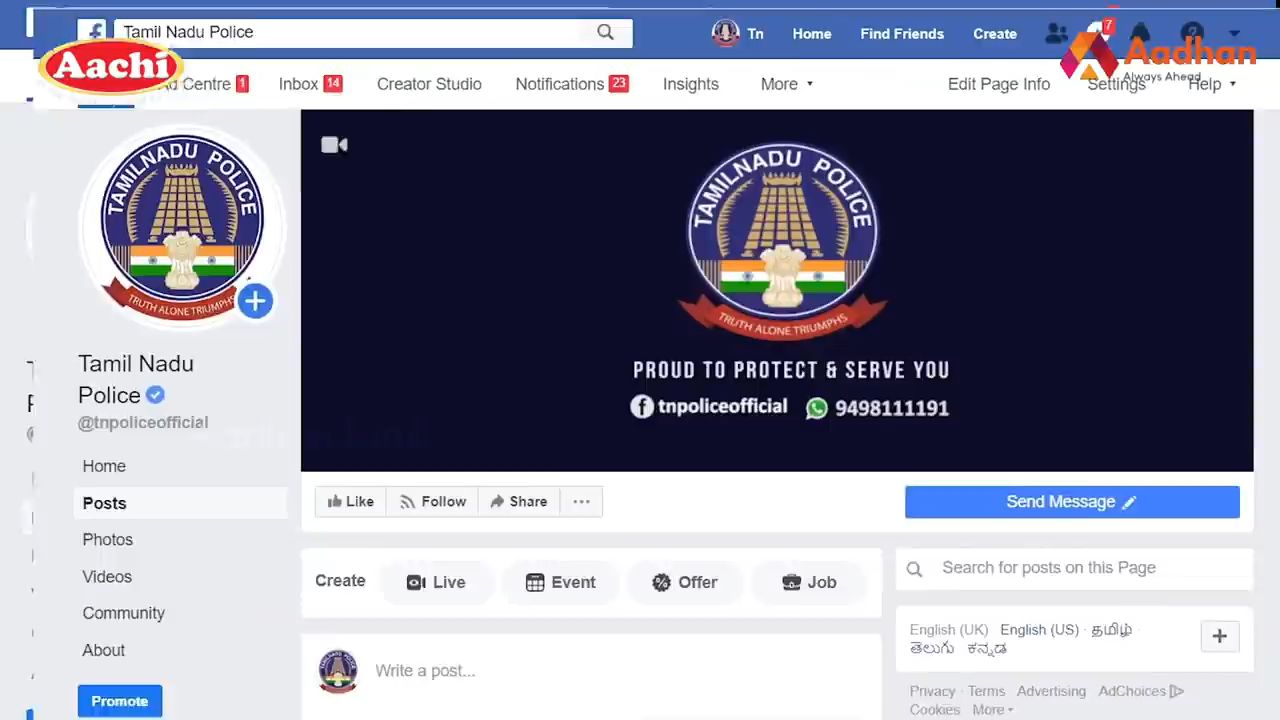 Tamil Nadu Police
Tn Home Find Friends Create 7
Aachi
Aadhan
Always Ahead
Ad Centre 1 Inbox 14 Creator Studio Notifications 23 Insights More Edit Page Info Settings Help
TAMILNADU POLICE
TRUTH ALONE TRIUMPHS
TAMILNADU POLICE
TRUTH ALONE TRIUMPHS
PROUD TO PROTECT & SERVE YOU
tnpoliceofficial 9498111191
Tamil Nadu
Police
@tnpoliceofficial
Home
Posts
Photos
Videos
Community
About
Promote
Like Follow Share ...
Send Message
Create Live Event Offer Job
Write a post...
Search for posts on this Page
English (UK) English (US) · தமிழ் ·
తెలుగు ಕನ್ನಡ
Privacy · Terms Advertising AdChoices
Cookies More